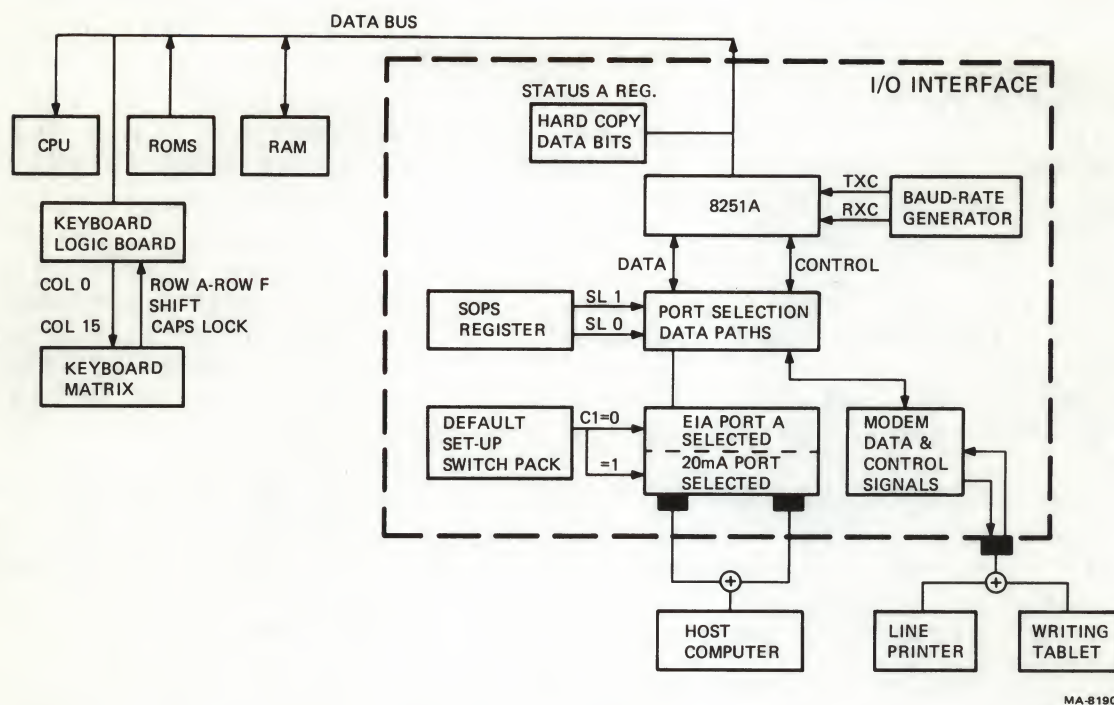 DATA BUS
I/O INTERFACE
STATUS A REG.
HARD COPY
DATA BITS
CPU
ROMS
RAM
8251A
TXC
RXC
BAUD-RATE
GENERATOR
KEYBOARD
LOGIC BOARD
DATA
CONTROL
COL 0
COL 15
ROW A-ROW F
SHIFT
CAPS LOCK
SOPS
REGISTER
SL 1
SL 0
PORT SELECTION
DATA PATHS
KEYBOARD
MATRIX
DEFAULT
SET-UP
SWITCH PACK
C1=0
=1
EIA PORT A
SELECTED
20mA PORT
SELECTED
MODEM
DATA &
CONTROL
SIGNALS
HOST
COMPUTER
LINE
PRINTER
WRITING
TABLET
MA-8190